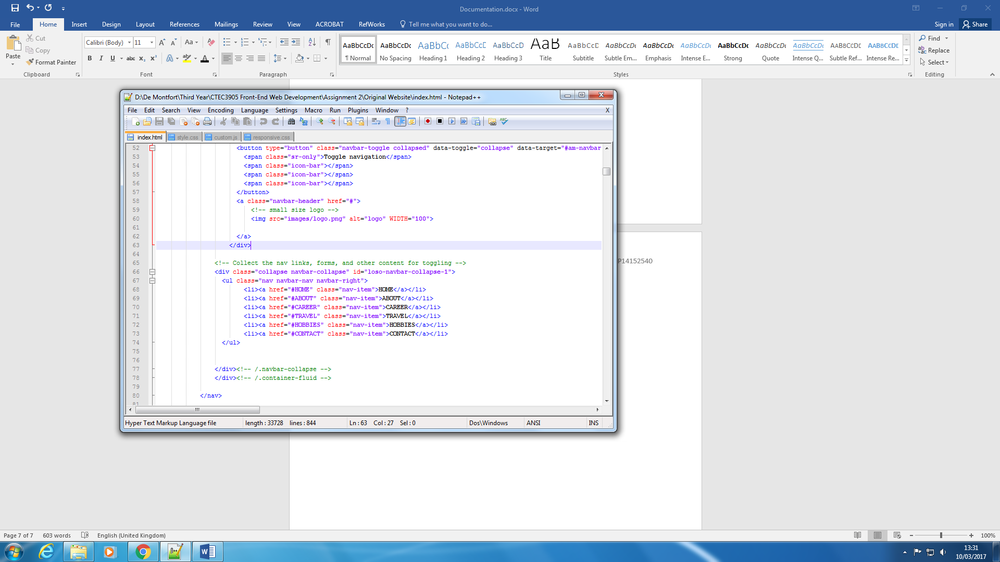 Documentation.docx - Word
File Home Insert Design Layout References Mailings Review View ACROBAT RefWorks Tell me what you want to do... Sign in Share
Paste
Cut
Copy
Format Painter
Clipboard
Calibri (Body) 11
Font
Paragraph
AaBbCcDc AaBbCcDc AaBbCc AaBbCcD AaBbCcD AaB AaBbCcD AaBbCcDc AaBbCcDc AaBbCcDc AaBbCcDc AaBbCcDc AaBbCcDc AABBCCDE AABBCCDE
¶ Normal No Spacing Heading 1 Heading 2 Heading 3 Title Subtitle Subtle Em... Emphasis Intense E... Strong Quote Intense Q... Subtle Ref... Intense Re...
Styles
Find
Replace
Select
Editing
D:\De Montfort\Third Year\CTEC3905 Front-End Web Development\Assignment 2\Original Website\index.html - Notepad++
File Edit Search View Encoding Language Settings Macro Run Plugins Window ? X
index.html style.css custom.js responsive.css
52 <button type="button" class="navbar-toggle collapsed" data-toggle="collapse" data-target="#am-navbar
53 <span class="sr-only">Toggle navigation</span>
54 <span class="icon-bar"></span>
55 <span class="icon-bar"></span>
56 <span class="icon-bar"></span>
57 </button>
58 <a class="navbar-header" href="#">
59 <!-- small size logo -->
60 <img src="images/logo.png" alt="logo" WIDTH="100">
61
62 </a>
63 </div>
64
65 <!-- Collect the nav links, forms, and other content for toggling -->
66 <div class="collapse navbar-collapse" id="loso-navbar-collapse-1">
67 <ul class="nav navbar-nav navbar-right">
68 <li><a href="#HOME" class="nav-item">HOME</a></li>
69 <li><a href="#ABOUT" class="nav-item">ABOUT</a></li>
70 <li><a href="#CAREER" class="nav-item">CAREER</a></li>
71 <li><a href="#TRAVEL" class="nav-item">TRAVEL</a></li>
72 <li><a href="#HOBBIES" class="nav-item">HOBBIES</a></li>
73 <li><a href="#CONTACT" class="nav-item">CONTACT</a></li>
74 </ul>
75
76
77 </div><!-- /.navbar-collapse -->
78 </div><!-- /.container-fluid -->
79
80 </nav>
81
Hyper Text Markup Language file length : 33728 lines : 844 Ln : 63 Col : 27 Sel : 0 Dos\Windows ANSI INS
P14152540
Page 7 of 7 603 words English (United Kingdom) 100%
13:31
10/03/2017